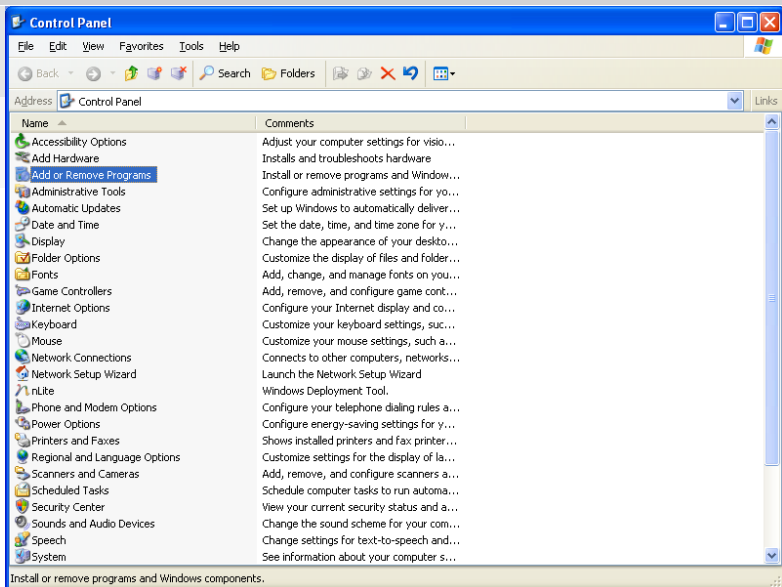 Control Panel
File Edit View Favorites Tools Help
Back Search Folders
Address Control Panel Links
Name Comments
Accessibility Options Adjust your computer settings for visio...
Add Hardware Installs and troubleshoots hardware
Add or Remove Programs Install or remove programs and Window...
Administrative Tools Configure administrative settings for yo...
Automatic Updates Set up Windows to automatically deliver...
Date and Time Set the date, time, and time zone for y...
Display Change the appearance of your deskto...
Folder Options Customize the display of files and folder...
Fonts Add, change, and manage fonts on you...
Game Controllers Add, remove, and configure game cont...
Internet Options Configure your Internet display and co...
Keyboard Customize your keyboard settings, suc...
Mouse Customize your mouse settings, such a...
Network Connections Connects to other computers, networks...
Network Setup Wizard Launch the Network Setup Wizard
nLite Windows Deployment Tool.
Phone and Modem Options Configure your telephone dialing rules a...
Power Options Configure energy-saving settings for y...
Printers and Faxes Shows installed printers and fax printer...
Regional and Language Options Customize settings for the display of la...
Scanners and Cameras Add, remove, and configure scanners a...
Scheduled Tasks Schedule computer tasks to run automa...
Security Center View your current security status and a...
Sounds and Audio Devices Change the sound scheme for your com...
Speech Change settings for text-to-speech and...
System See information about your computer s...
Install or remove programs and Windows components.